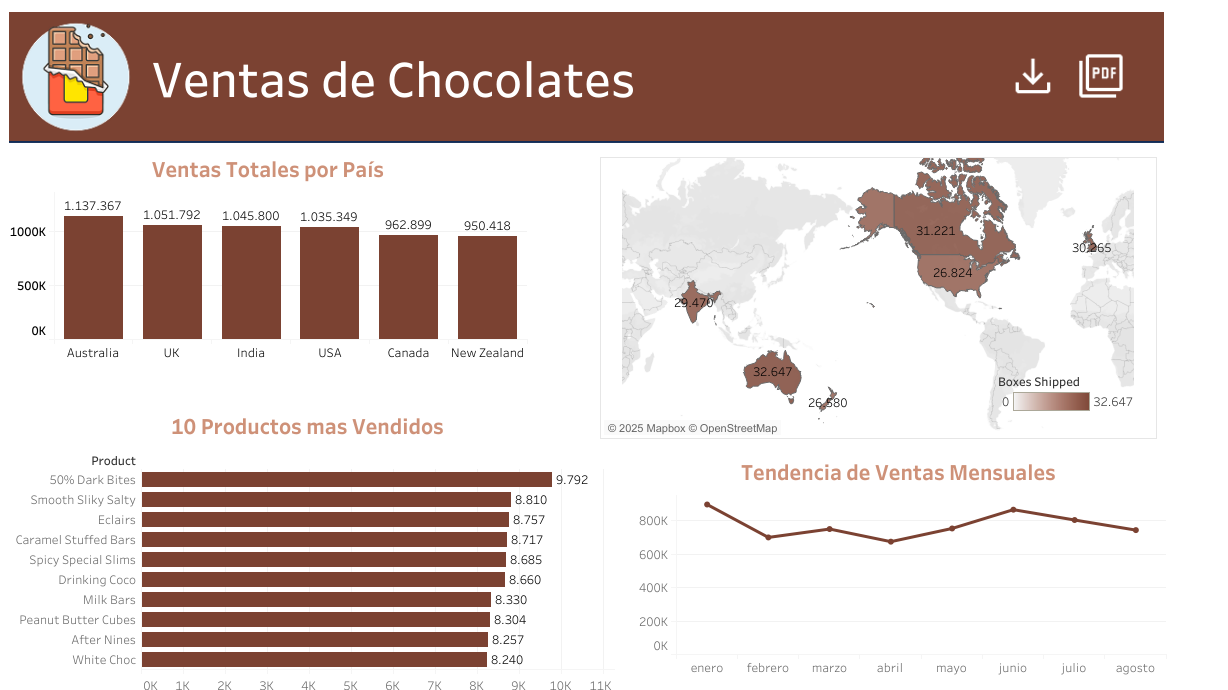 Ventas de Chocolates
PDF
Ventas Totales por País
1.137.367
1.051.792
1.045.800
1.035.349
962.899
950.418
1000K
500K
0K
Australia
UK
India
USA
Canada
New Zealand
31.221
30.265
26.824
29.470
32.647
26.580
Boxes Shipped
0
32.647
© 2025 Mapbox © OpenStreetMap
10 Productos mas Vendidos
Product
50% Dark Bites 9.792
Smooth Sliky Salty 8.810
Eclairs 8.757
Caramel Stuffed Bars 8.717
Spicy Special Slims 8.685
Drinking Coco 8.660
Milk Bars 8.330
Peanut Butter Cubes 8.304
After Nines 8.257
White Choc 8.240
0K 1K 2K 3K 4K 5K 6K 7K 8K 9K 10K 11K
Tendencia de Ventas Mensuales
800K
600K
400K
200K
0K
enero febrero marzo abril mayo junio julio agosto